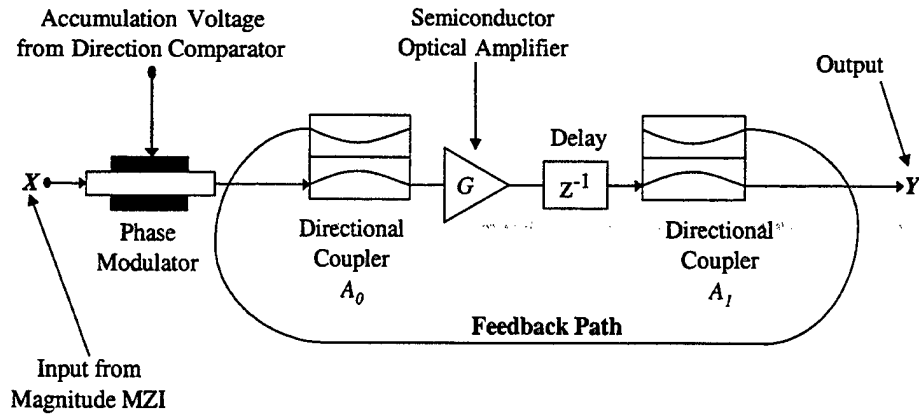 Accumulation Voltage
from Direction Comparator
Semiconductor
Optical Amplifier
Output
Delay
X
G
Z⁻¹
Y
Phase
Modulator
Directional
Coupler
A₀
Directional
Coupler
A₁
Feedback Path
Input from
Magnitude MZI